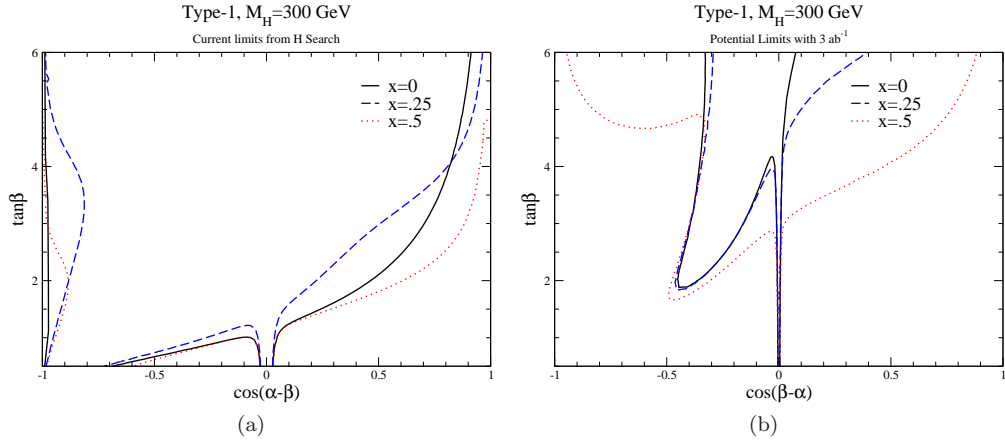 Type-1, M_H=300 GeV
Current limits from H Search
6
4
2
tanβ
x=0
x=.25
x=.5
-1
-0.5
0
0.5
1
cos(α-β)
(a)
Type-1, M_H=300 GeV
Potential Limits with 3 ab^-1
6
4
2
tanβ
x=0
x=.25
x=.5
-1
-0.5
0
0.5
1
cos(β-α)
(b)